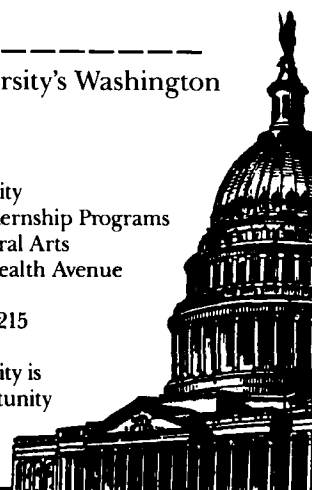 rsity's Washington
ity
ernship Programs
ral Arts
ealth Avenue
215
ity is
tunity